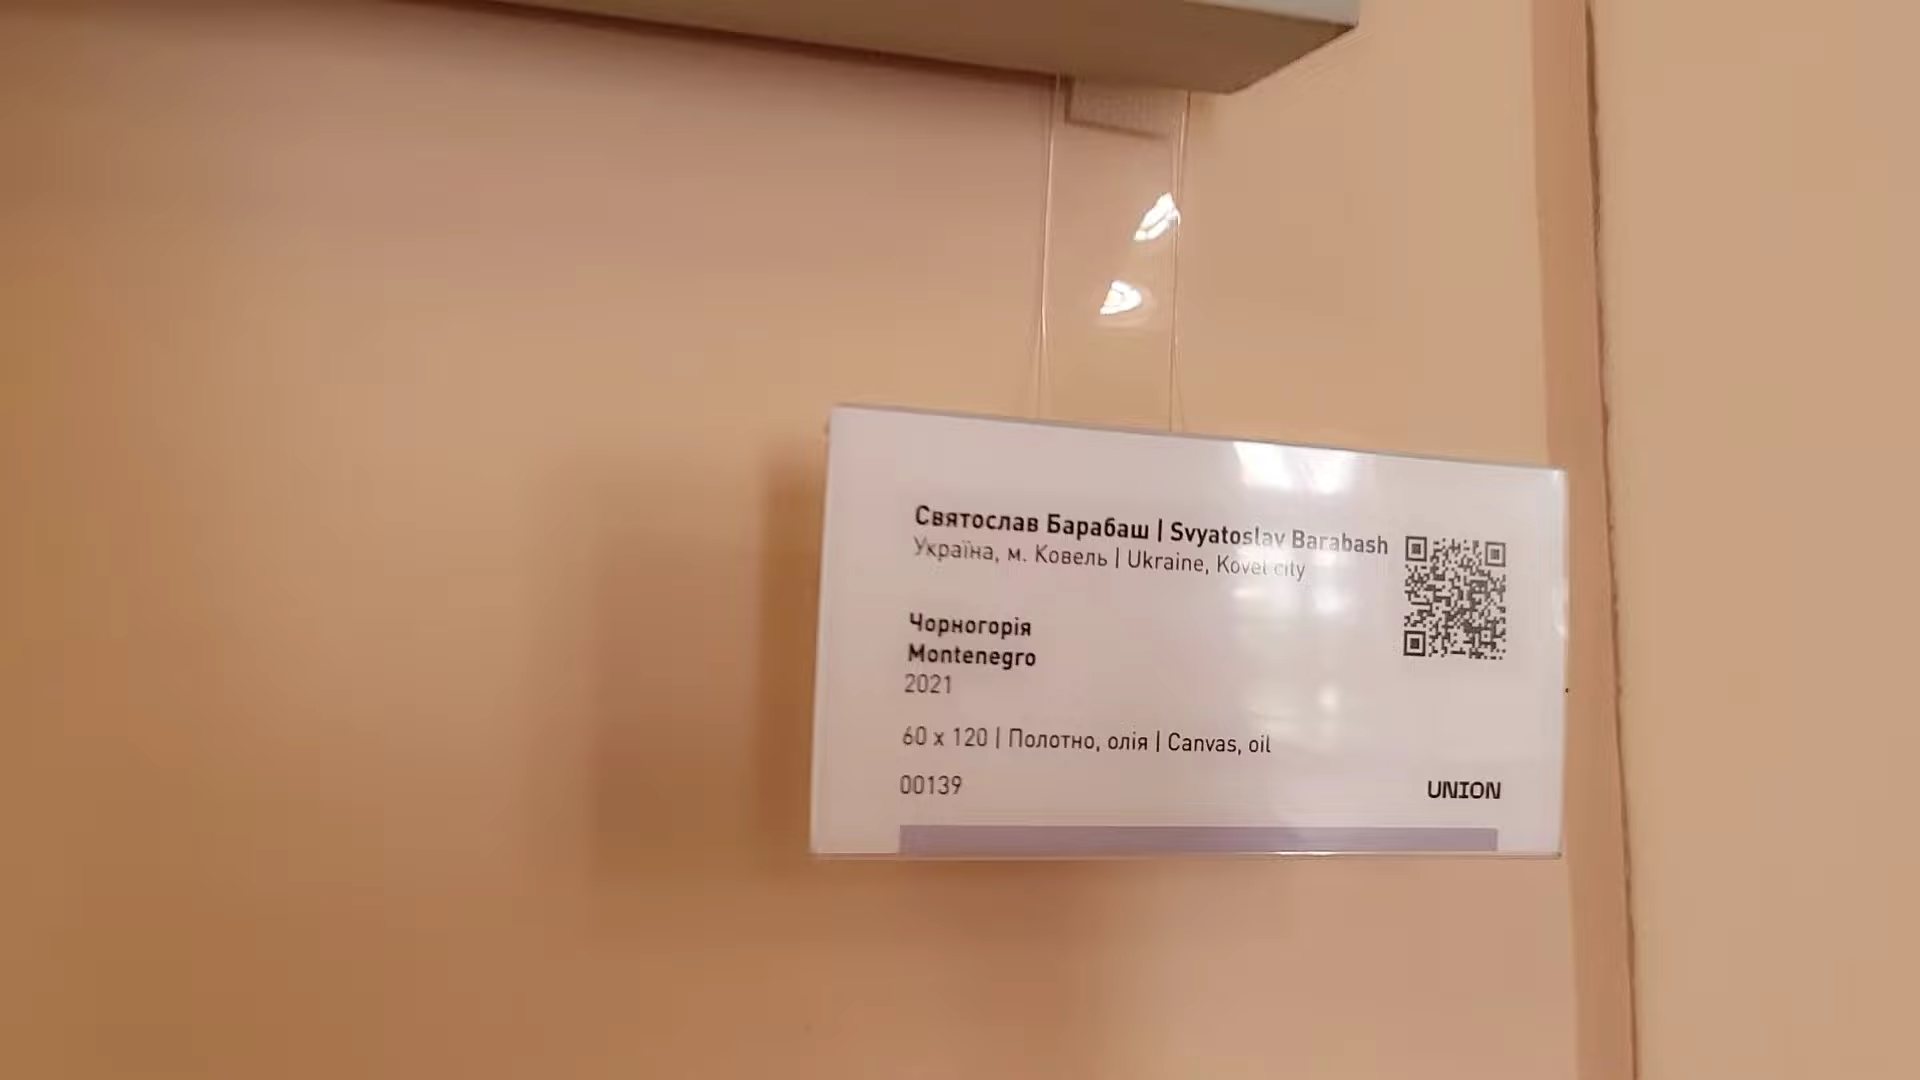 Святослав Барабаш | Svyatoslav Barabash
Україна, м. Ковель | Ukraine, Kovel city
Чорногорія
Montenegro
2021
60 x 120 | Полотно, олія | Canvas, oil
00139
UNION